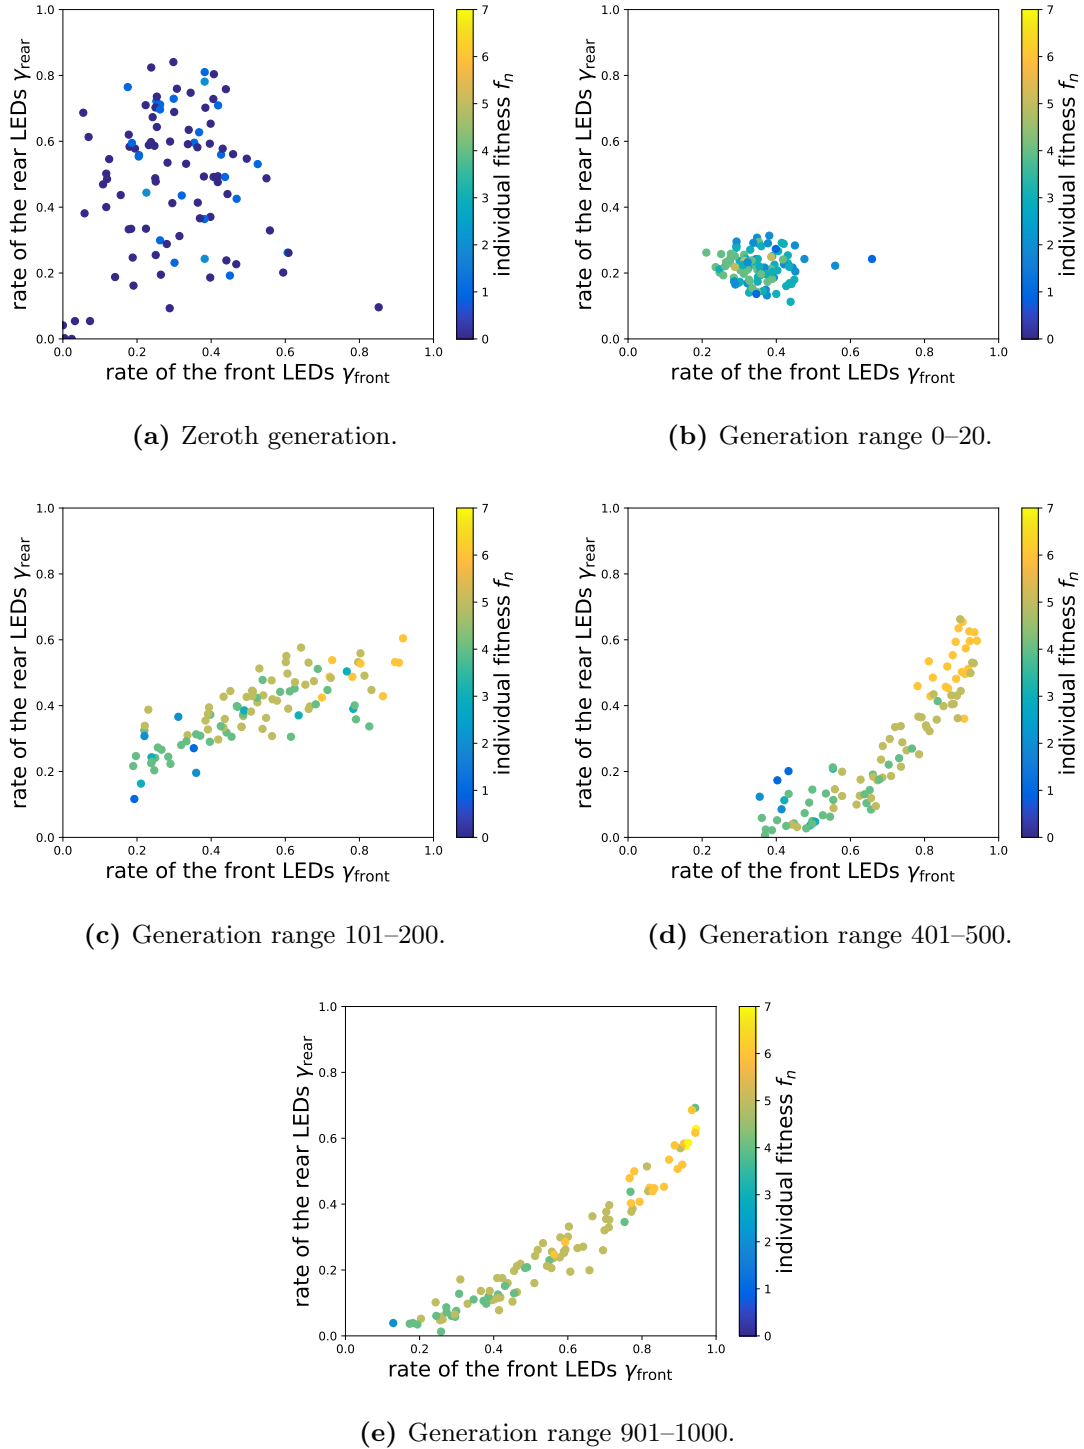 1.0
0.8
0.6
0.4
0.2
0.0
rate of the rear LEDs γrear
0.0 0.2 0.4 0.6 0.8 1.0
rate of the front LEDs γfront
7
6
5
4
3
2
1
0
individual fitness fn
(a) Zeroth generation.
1.0
0.8
0.6
0.4
0.2
0.0
rate of the rear LEDs γrear
0.0 0.2 0.4 0.6 0.8 1.0
rate of the front LEDs γfront
7
6
5
4
3
2
1
0
individual fitness fn
(b) Generation range 0–20.
1.0
0.8
0.6
0.4
0.2
0.0
rate of the rear LEDs γrear
0.0 0.2 0.4 0.6 0.8 1.0
rate of the front LEDs γfront
7
6
5
4
3
2
1
0
individual fitness fn
(c) Generation range 101–200.
1.0
0.8
0.6
0.4
0.2
0.0
rate of the rear LEDs γrear
0.0 0.2 0.4 0.6 0.8 1.0
rate of the front LEDs γfront
7
6
5
4
3
2
1
0
individual fitness fn
(d) Generation range 401–500.
1.0
0.8
0.6
0.4
0.2
0.0
rate of the rear LEDs γrear
0.0 0.2 0.4 0.6 0.8 1.0
rate of the front LEDs γfront
7
6
5
4
3
2
1
0
individual fitness fn
(e) Generation range 901–1000.